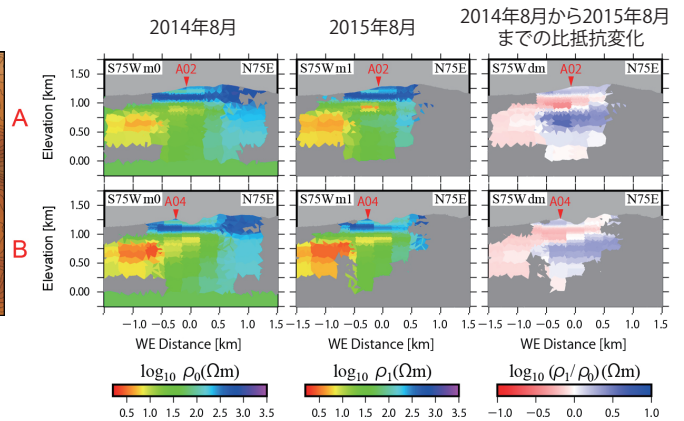 2014年8月
2015年8月
2014年8月から2015年8月
までの比抵抗変化
A
S75W m0 A02 N75E
S75W m1 A02 N75E
S75W dm A02 N75E
Elevation [km]
1.50
1.00
0.50
0.00
B
S75W m0 A04 N75E
S75W m1 A04 N75E
S75W dm A04 N75E
Elevation [km]
1.50
1.00
0.50
0.00
−1.0 −0.5 0.0 0.5 1.0 1.5
−1.5 −1.0 −0.5 0.0 0.5 1.0 1.5
−1.5 −1.0 −0.5 0.0 0.5 1.0 1.5
WE Distance [km]
WE Distance [km]
WE Distance [km]
log10 ρ0(Ωm)
log10 ρ1(Ωm)
log10 (ρ1/ρ0)(Ωm)
0.5 1.0 1.5 2.0 2.5 3.0 3.5
0.5 1.0 1.5 2.0 2.5 3.0 3.5
−1.0 −0.5 0.0 0.5 1.0